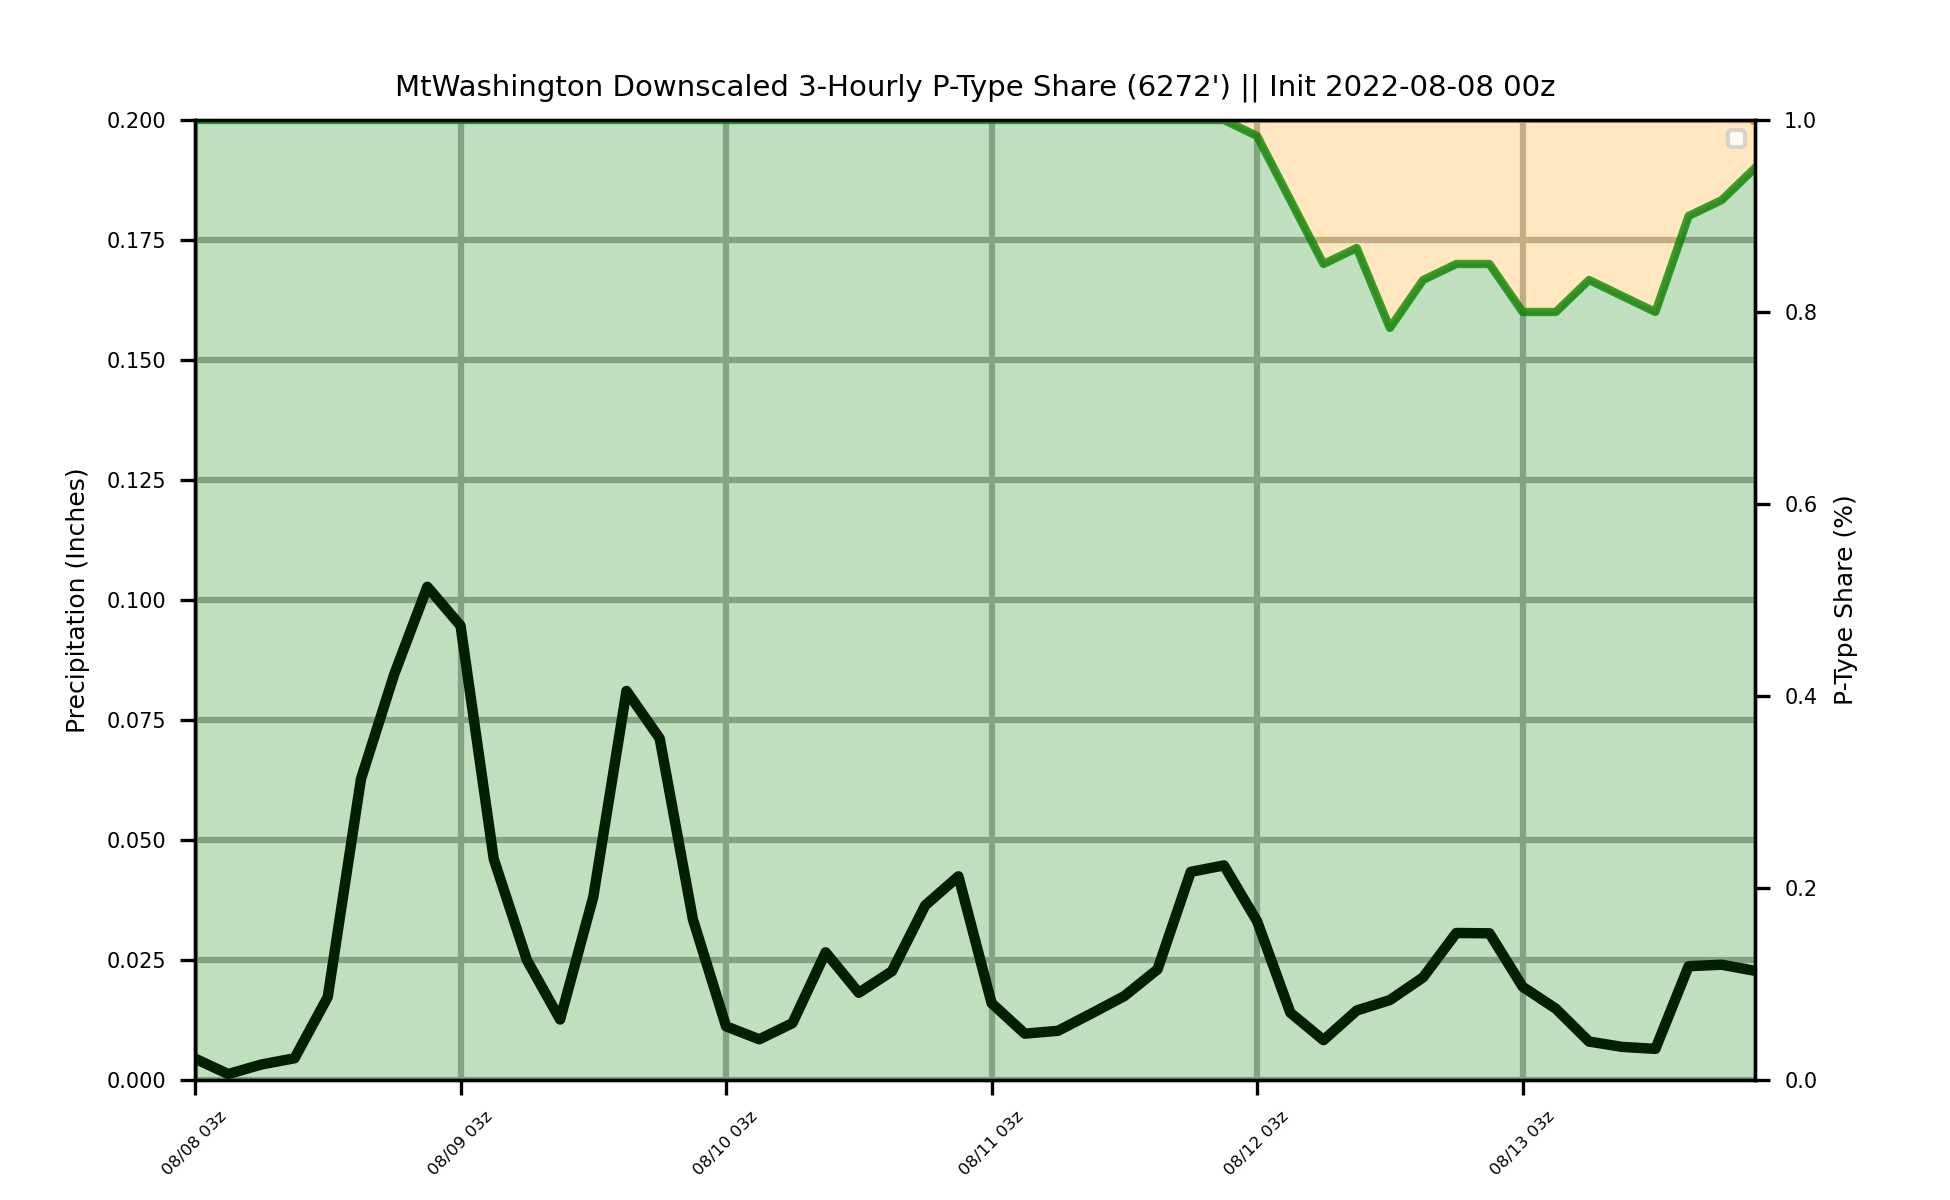 MtWashington Downscaled 3-Hourly P-Type Share (6272') || Init 2022-08-08 00z
0.200
0.175
0.150
0.125
0.100
0.075
0.050
0.025
0.000
Precipitation (Inches)
1.0
0.8
0.6
0.4
0.2
0.0
P-Type Share (%)
08/08 03z
08/09 03z
08/10 03z
08/11 03z
08/12 03z
08/13 03z